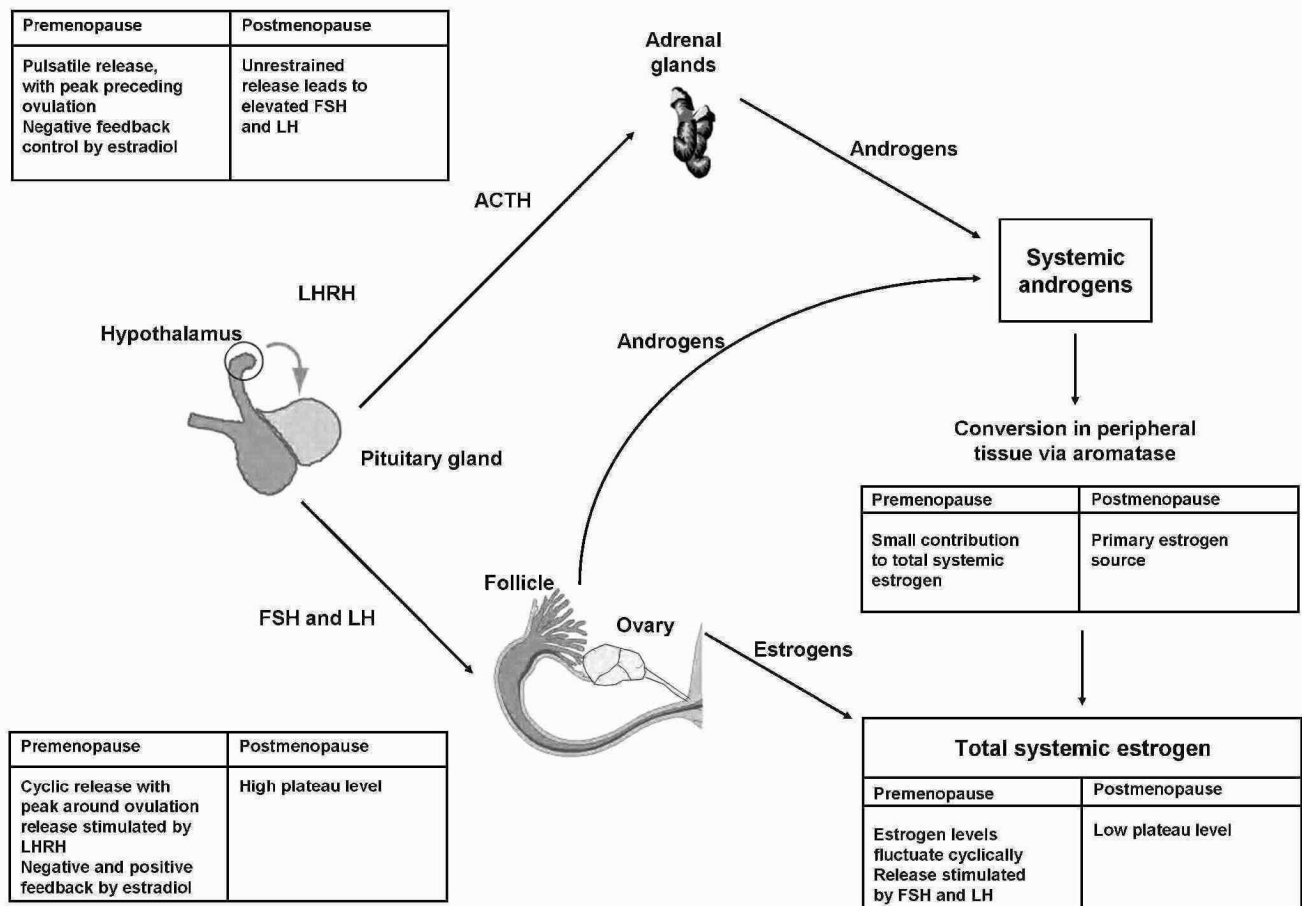 Premenopause
Postmenopause
Pulsatile release,
with peak preceding
ovulation
Negative feedback
control by estradiol
Unrestrained
release leads to
elevated FSH
and LH
Adrenal
glands
Androgens
ACTH
Systemic
androgens
LHRH
Hypothalamus
Androgens
Pituitary gland
Conversion in peripheral
tissue via aromatase
Premenopause
Postmenopause
Small contribution
to total systemic
estrogen
Primary estrogen
source
Follicle
FSH and LH
Ovary
Estrogens
Premenopause
Postmenopause
Cyclic release with
peak around ovulation
release stimulated by
LHRH
Negative and positive
feedback by estradiol
High plateau level
Total systemic estrogen
Premenopause
Postmenopause
Estrogen levels
fluctuate cyclically
Release stimulated
by FSH and LH
Low plateau level